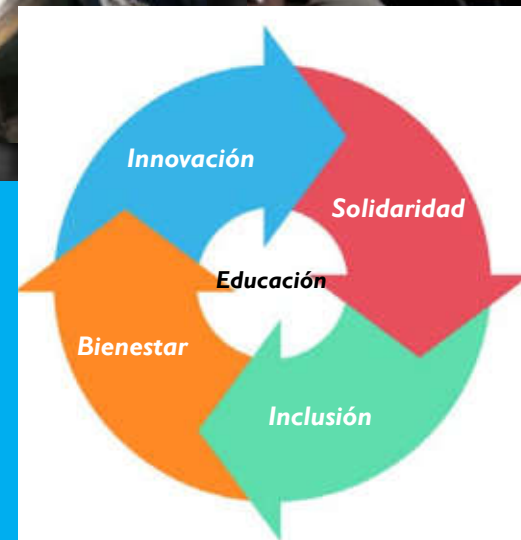 Innovación
Solidaridad
Educación
Bienestar
Inclusión